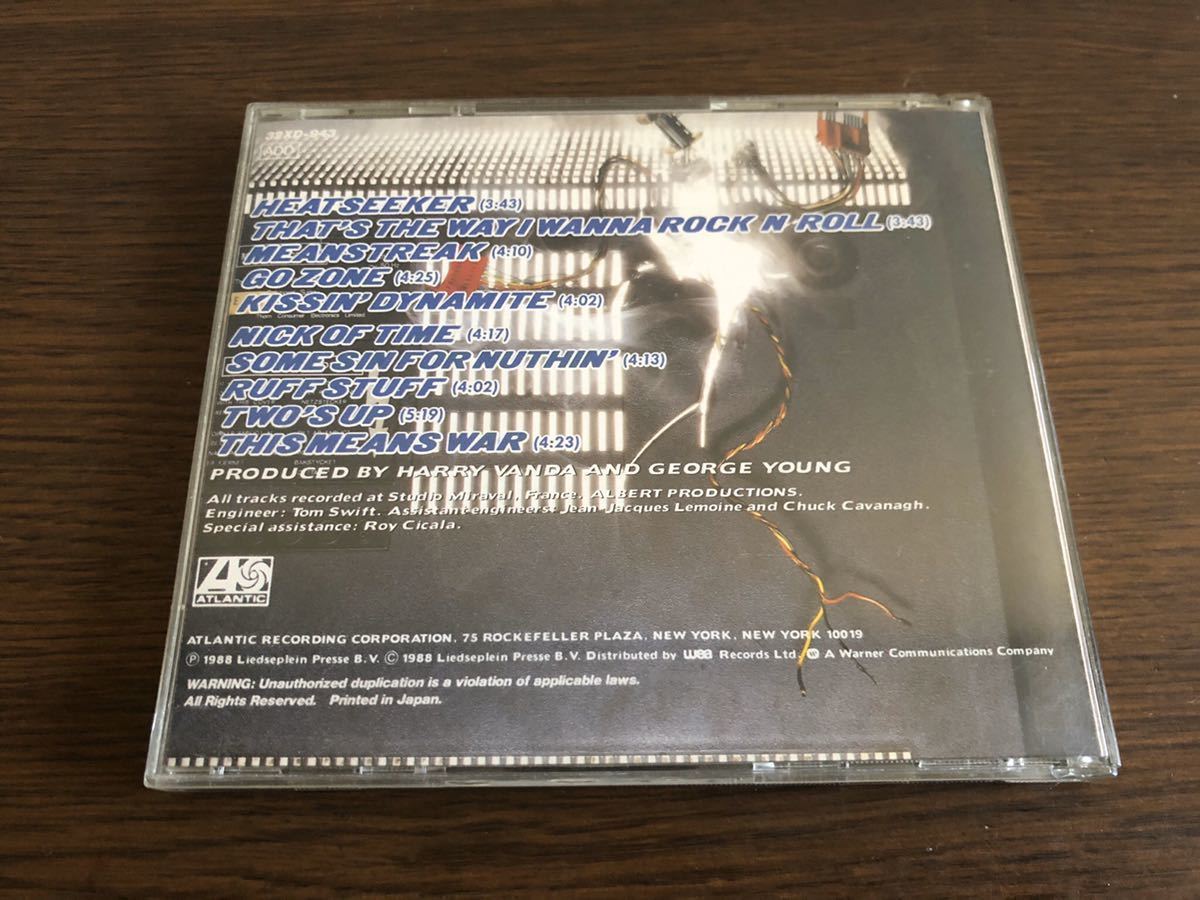 32XD-943
ADD
HEATSEEKER (3:43)
THAT'S THE WAY I WANNA ROCK N ROLL (3:43)
MEANSTREAK (4:10)
GO ZONE (4:25)
KISSIN' DYNAMITE (4:02)
Thorn Consumer Electronics Limited
NICK OF TIME (4:17)
SOME SIN FOR NUTHIN' (4:13)
RUFF STUFF (4:02)
TWO'S UP (5:19)
THIS MEANS WAR (4:23)
PRODUCED BY HARRY VANDA AND GEORGE YOUNG
All tracks recorded at Studio Miraval, France. ALBERT PRODUCTIONS.
Engineer: Tom Swift. Assistant engineers: Jean Jacques Lemoine and Chuck Cavanagh.
Special assistance: Roy Cicala.
ATLANTIC
ATLANTIC RECORDING CORPORATION, 75 ROCKEFELLER PLAZA, NEW YORK, NEW YORK 10019
℗ 1988 Liedseplein Presse B.V. © 1988 Liedseplein Presse B.V. Distributed by wea Records Ltd. A Warner Communications Company
WARNING: Unauthorized duplication is a violation of applicable laws.
All Rights Reserved. Printed in Japan.